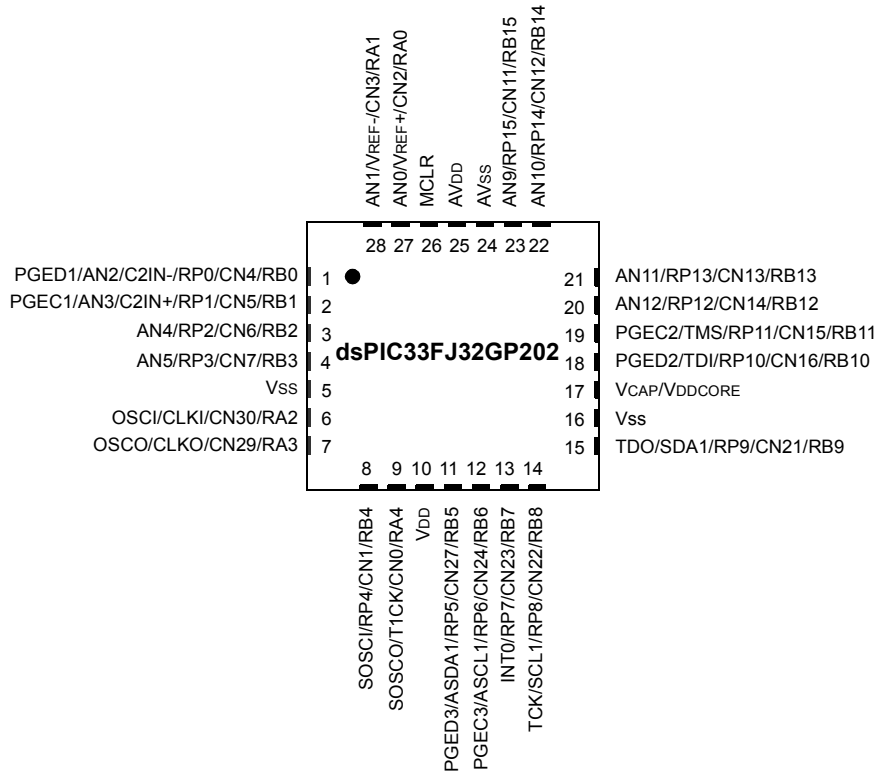 AN1/VREF-/CN3/RA1
AN0/VREF+/CN2/RA0
MCLR
AVDD
AVSS
AN9/RP15/CN11/RB15
AN10/RP14/CN12/RB14
28 27 26 25 24 23 22
PGED1/AN2/C2IN-/RP0/CN4/RB0 1
PGEC1/AN3/C2IN+/RP1/CN5/RB1 2
AN4/RP2/CN6/RB2 3
AN5/RP3/CN7/RB3 4
VSS 5
OSCI/CLKI/CN30/RA2 6
OSCO/CLKO/CN29/RA3 7
dsPIC33FJ32GP202
21 AN11/RP13/CN13/RB13
20 AN12/RP12/CN14/RB12
19 PGEC2/TMS/RP11/CN15/RB11
18 PGED2/TDI/RP10/CN16/RB10
17 VCAP/VDDCORE
16 Vss
15 TDO/SDA1/RP9/CN21/RB9
8 9 10 11 12 13 14
SOSCI/RP4/CN1/RB4
SOSCO/T1CK/CN0/RA4
VDD
PGED3/ASDA1/RP5/CN27/RB5
PGEC3/ASCL1/RP6/CN24/RB6
INT0/RP7/CN23/RB7
TCK/SCL1/RP8/CN22/RB8